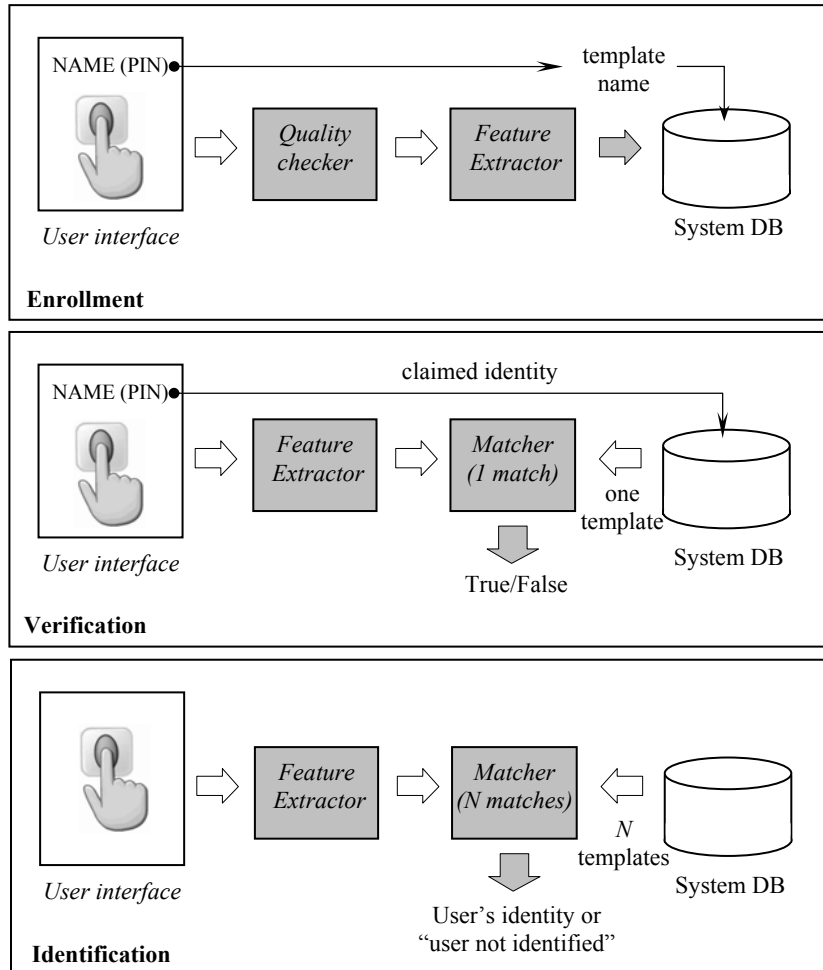 NAME (PIN)
template
name
Quality
checker
Feature
Extractor
User interface
System DB
Enrollment
NAME (PIN)
claimed identity
Feature
Extractor
Matcher
(1 match)
one
template
User interface
System DB
True/False
Verification
Feature
Extractor
Matcher
(N matches)
N
templates
User interface
System DB
User’s identity or
“user not identified”
Identification